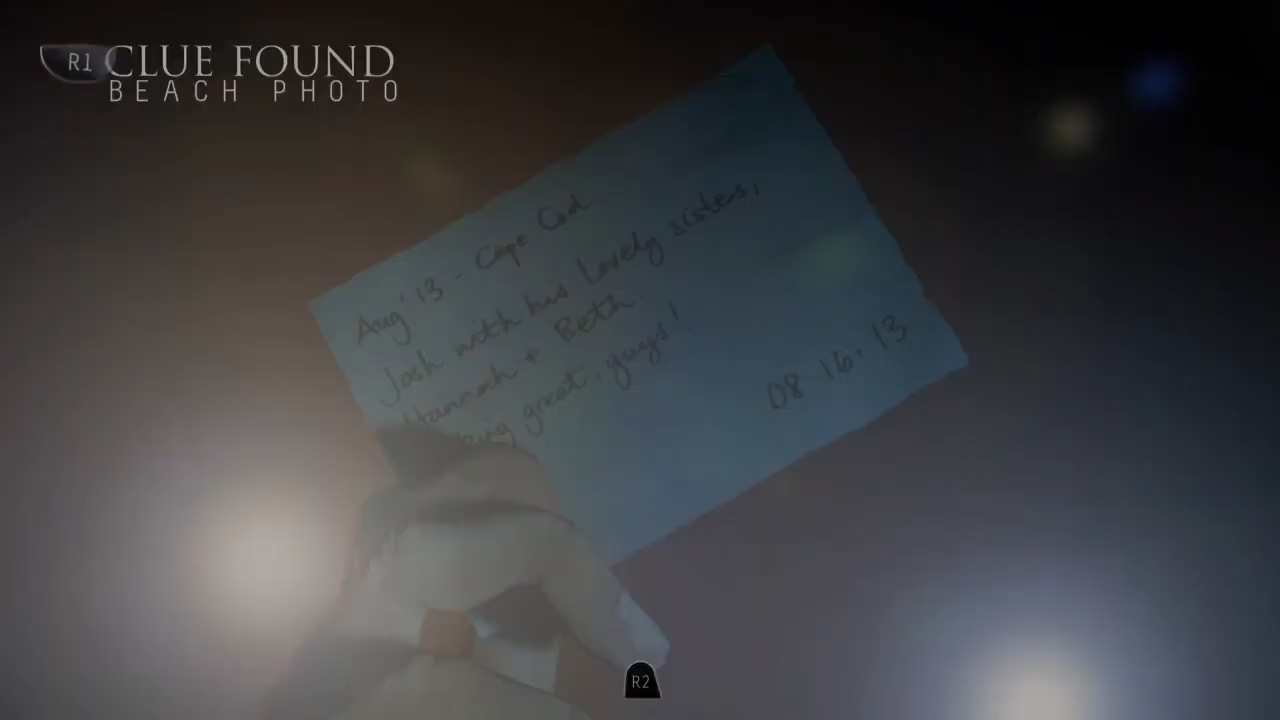 R1 CLUE FOUND
BEACH PHOTO
Aug '13 - Cape Cod
Josh with his lovely sisters,
Hannah + Beth.
great, guys!
08.16.13
R2